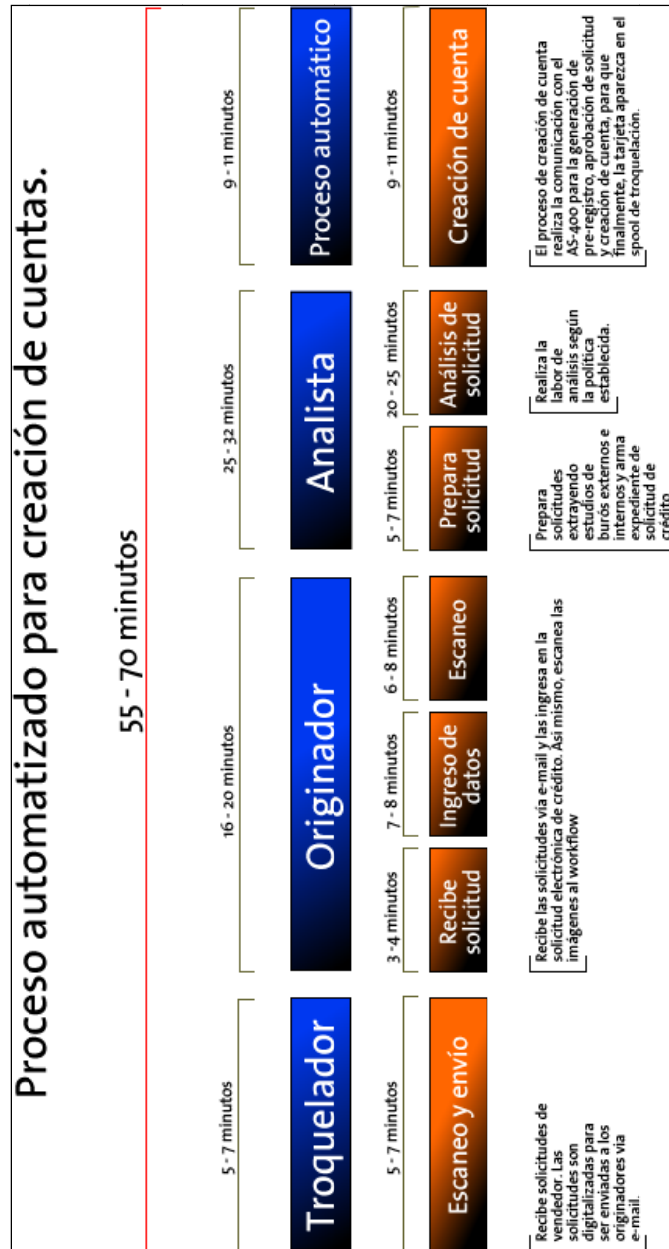 Proceso automatizado para creación de cuentas.
55 - 70 minutos
5 - 7 minutos
16 - 20 minutos
25 - 32 minutos
9 - 11 minutos
Troquelador
Originador
Analista
Proceso automático
5 - 7 minutos
3 -4 minutos
7 - 8 minutos
6 - 8 minutos
5 - 7 minutos
20 - 25 minutos
9 - 11 minutos
Escaneo y envío
Recibe
solicitud
Ingreso de
datos
Escaneo
Prepara
solicitud
Análisis de
solicitud
Creación de cuenta
Recibe solicitudes de
vendedor. Las
solicitudes son
digitalizadas para
ser enviadas a los
originadores via
e-mail.
Recibe las solicitudes vía e-mail y las ingresa en la
solicitud electrónica de crédito. Asi mismo, escanea las
imágenes al workflow
Prepara
solicitudes
extrayendo
estudios de
burós externos e
internos y arma
expediente de
solicitud de
crédito
Realiza la
labor de
análisis según
la política
establecida.
El proceso de creación de cuenta
realiza la comunicación con el
AS-400 para la generación de
pre-registro, aprobación de solicitud
y creación de cuenta, para que
finalmente, la tarjeta aparezca en el
spool de troquelación.